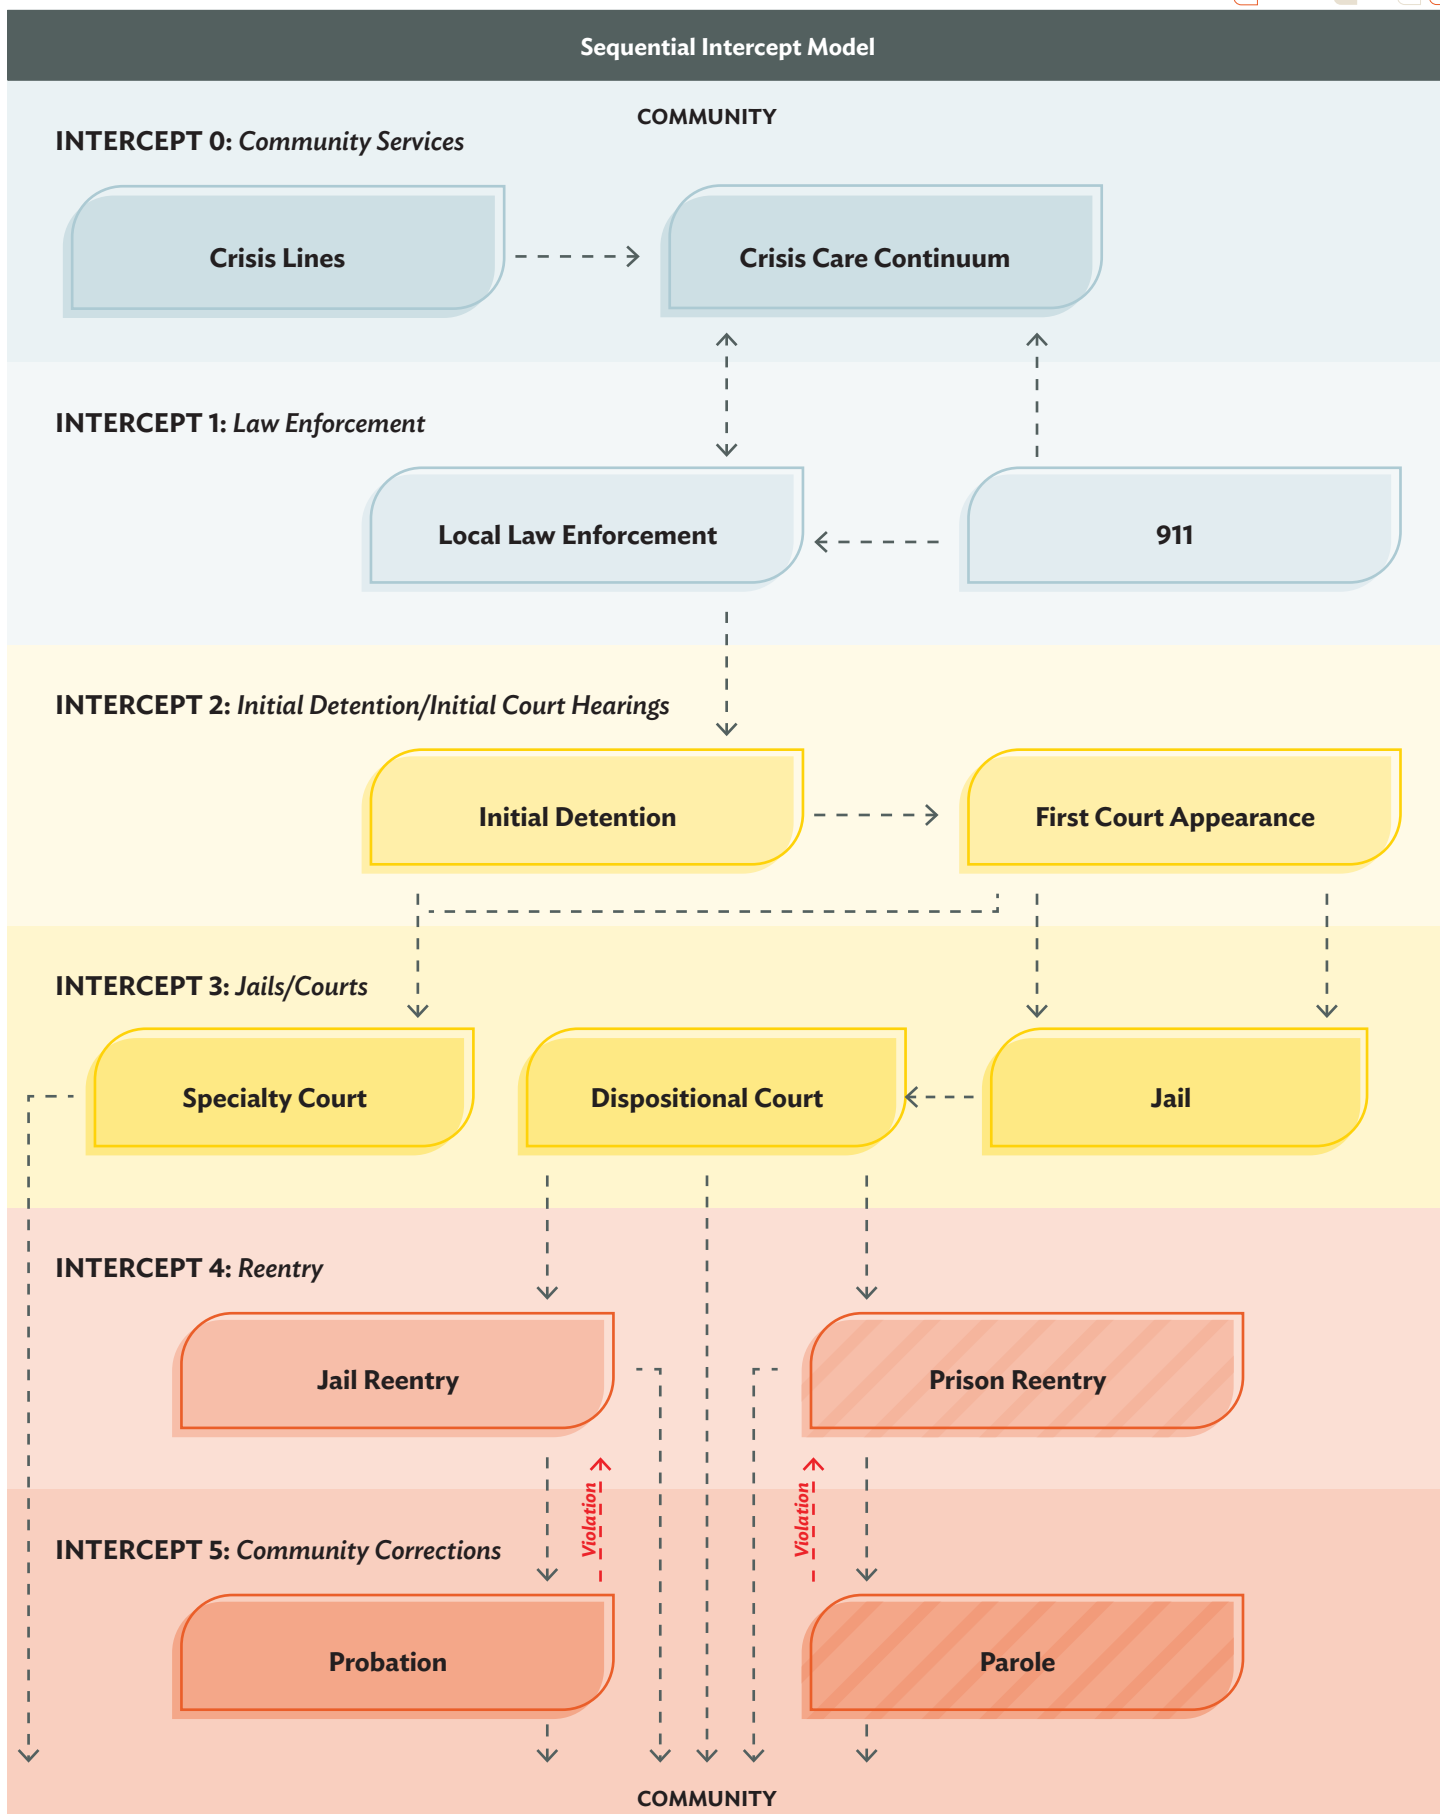 Sequential Intercept Model
COMMUNITY
INTERCEPT 0: Community Services
Crisis Lines
Crisis Care Continuum
INTERCEPT 1: Law Enforcement
Local Law Enforcement
911
INTERCEPT 2: Initial Detention/Initial Court Hearings
Initial Detention
First Court Appearance
INTERCEPT 3: Jails/Courts
Specialty Court
Dispositional Court
Jail
INTERCEPT 4: Reentry
Jail Reentry
Prison Reentry
Violation
Violation
INTERCEPT 5: Community Corrections
Probation
Parole
COMMUNITY